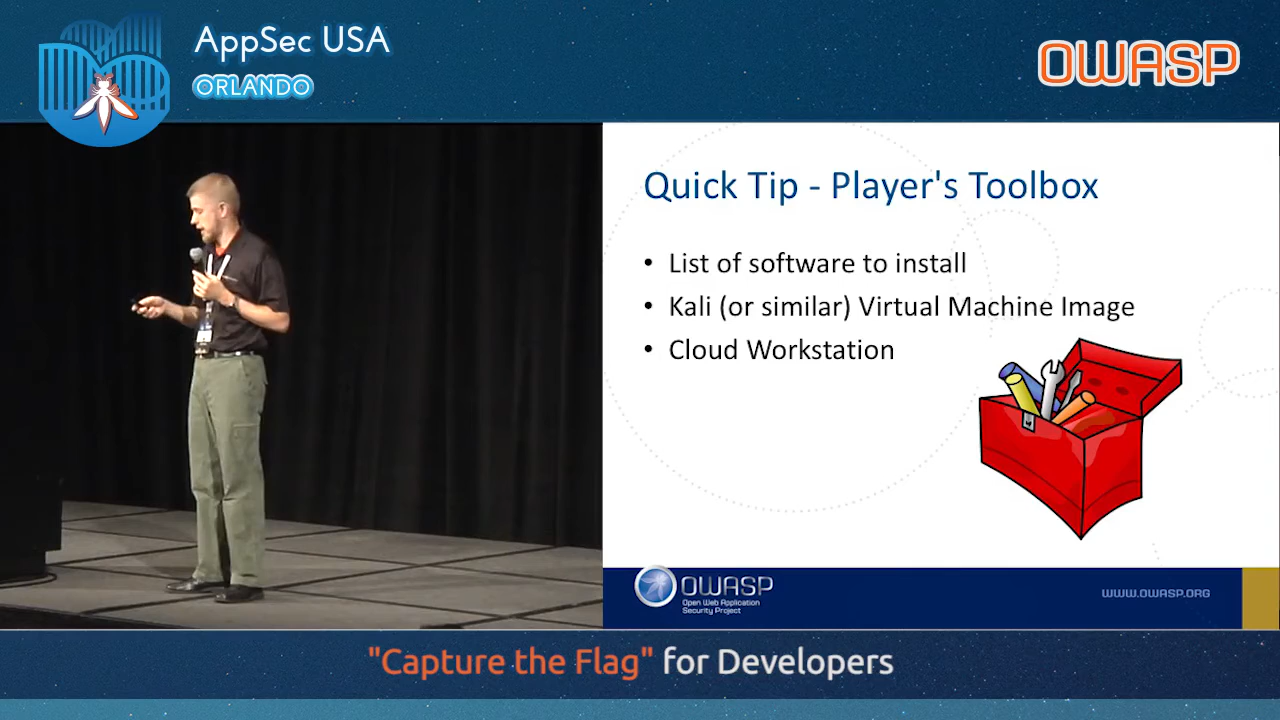 AppSec USA
ORLANDO
OWASP
Quick Tip - Player's Toolbox
• List of software to install
• Kali (or similar) Virtual Machine Image
• Cloud Workstation
OWASP
Open Web Application
Security Project
WWW.OWASP.ORG
"Capture the Flag" for Developers